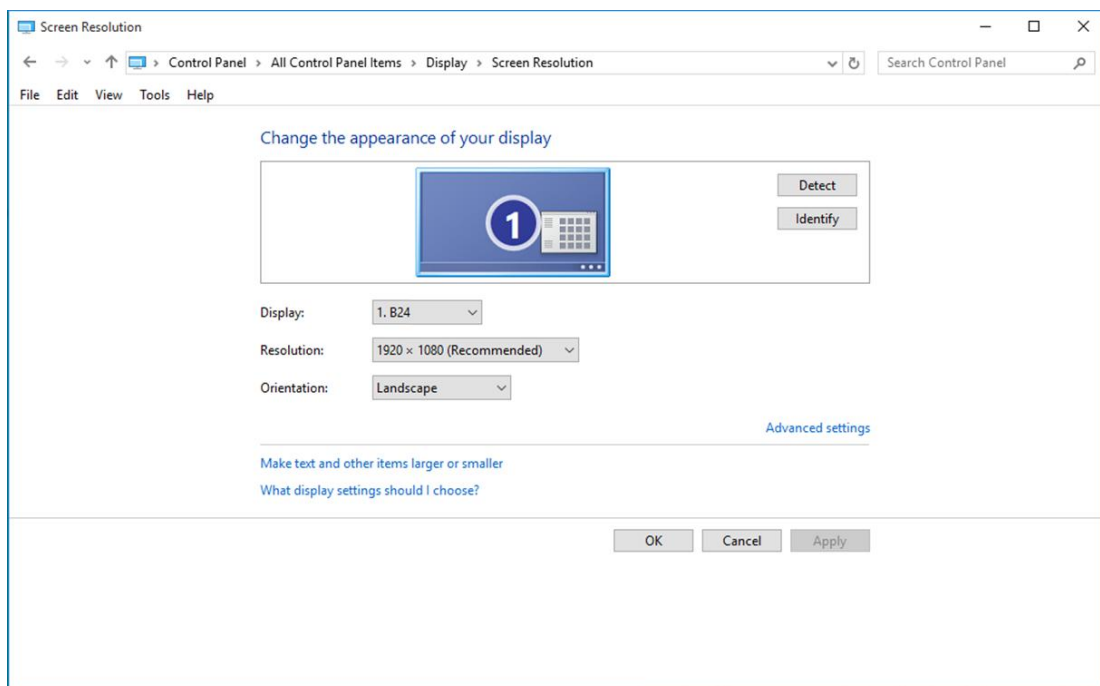 Screen Resolution
Control Panel > All Control Panel Items > Display > Screen Resolution
Search Control Panel
File Edit View Tools Help
Change the appearance of your display
1
Detect
Identify
Display: 1. B24
Resolution: 1920 × 1080 (Recommended)
Orientation: Landscape
Advanced settings
Make text and other items larger or smaller
What display settings should I choose?
OK Cancel Apply